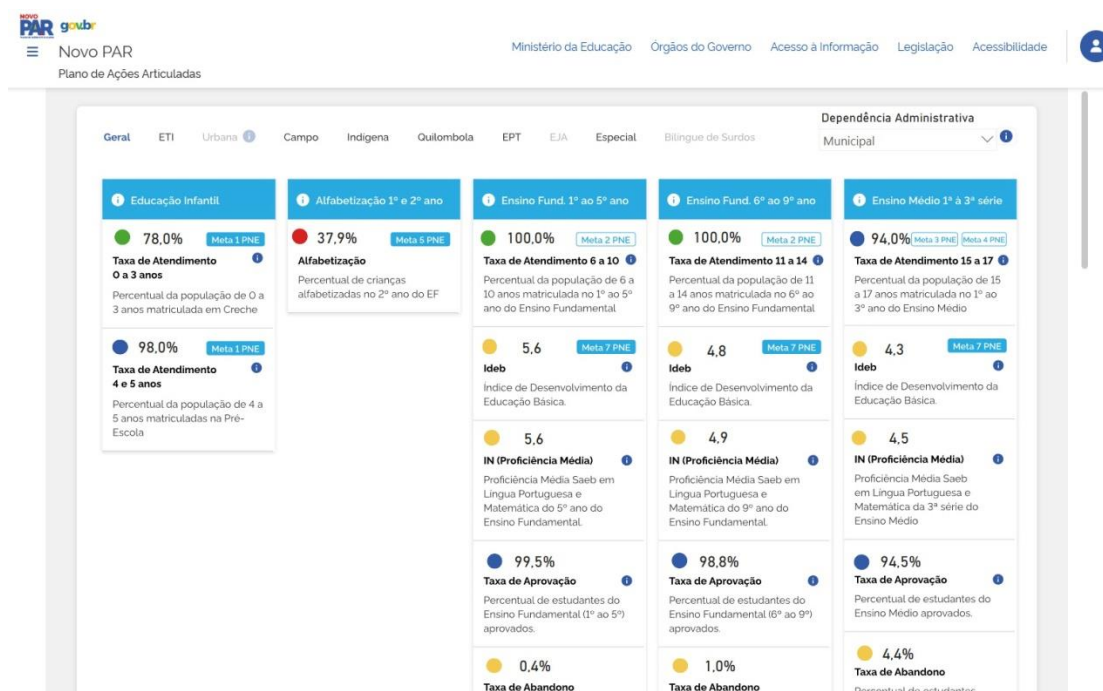 NOVO
PAR
gov.br
Novo PAR
Plano de Ações Articuladas
Ministério da Educação Órgãos do Governo Acesso à Informação Legislação Acessibilidade
Dependência Administrativa
Municipal
Geral ETI Urbana Campo Indígena Quilombola EPT EJA Especial Bilíngue de Surdos
Educação Infantil
78,0% Meta 1 PNE
Taxa de Atendimento
0 a 3 anos
Percentual da população de 0 a
3 anos matriculada em Creche
98,0% Meta 1 PNE
Taxa de Atendimento
4 e 5 anos
Percentual da população de 4 a
5 anos matriculadas na Pré-
Escola
Alfabetização 1º e 2º ano
37,9% Meta 5 PNE
Alfabetização
Percentual de crianças
alfabetizadas no 2º ano do EF
Ensino Fund. 1º ao 5º ano
100,0% Meta 2 PNE
Taxa de Atendimento 6 a 10
Percentual da população de 6 a
10 anos matriculada no 1º ao 5º
ano do Ensino Fundamental
5,6 Meta 7 PNE
Ideb
Índice de Desenvolvimento da
Educação Básica.
5,6
IN (Proficiência Média)
Proficiência Média Saeb em
Língua Portuguesa e
Matemática do 5º ano do
Ensino Fundamental.
99,5%
Taxa de Aprovação
Percentual de estudantes do
Ensino Fundamental (1º ao 5º)
aprovados.
0,4%
Taxa de Abandono
Ensino Fund. 6º ao 9º ano
100,0% Meta 2 PNE
Taxa de Atendimento 11 a 14
Percentual da população de 11
a 14 anos matriculada no 6º ao
9º ano do Ensino Fundamental
4,8 Meta 7 PNE
Ideb
Índice de Desenvolvimento da
Educação Básica.
4,9
IN (Proficiência Média)
Proficiência Média Saeb em
Língua Portuguesa e
Matemática do 9º ano do
Ensino Fundamental.
98,8%
Taxa de Aprovação
Percentual de estudantes do
Ensino Fundamental (6º ao 9º)
aprovados.
1,0%
Taxa de Abandono
Ensino Médio 1ª à 3ª série
94,0% Meta 3 PNE Meta 4 PNE
Taxa de Atendimento 15 a 17
Percentual da população de 15
a 17 anos matriculada no 1º ao
3º ano do Ensino Médio
4,3 Meta 7 PNE
Ideb
Índice de Desenvolvimento da
Educação Básica.
4,5
IN (Proficiência Média)
Proficiência Média Saeb
em Língua Portuguesa e
Matemática da 3ª série do
Ensino Médio
94,5%
Taxa de Aprovação
Percentual de estudantes do
Ensino Médio aprovados.
4,4%
Taxa de Abandono
Percentual de estudantes